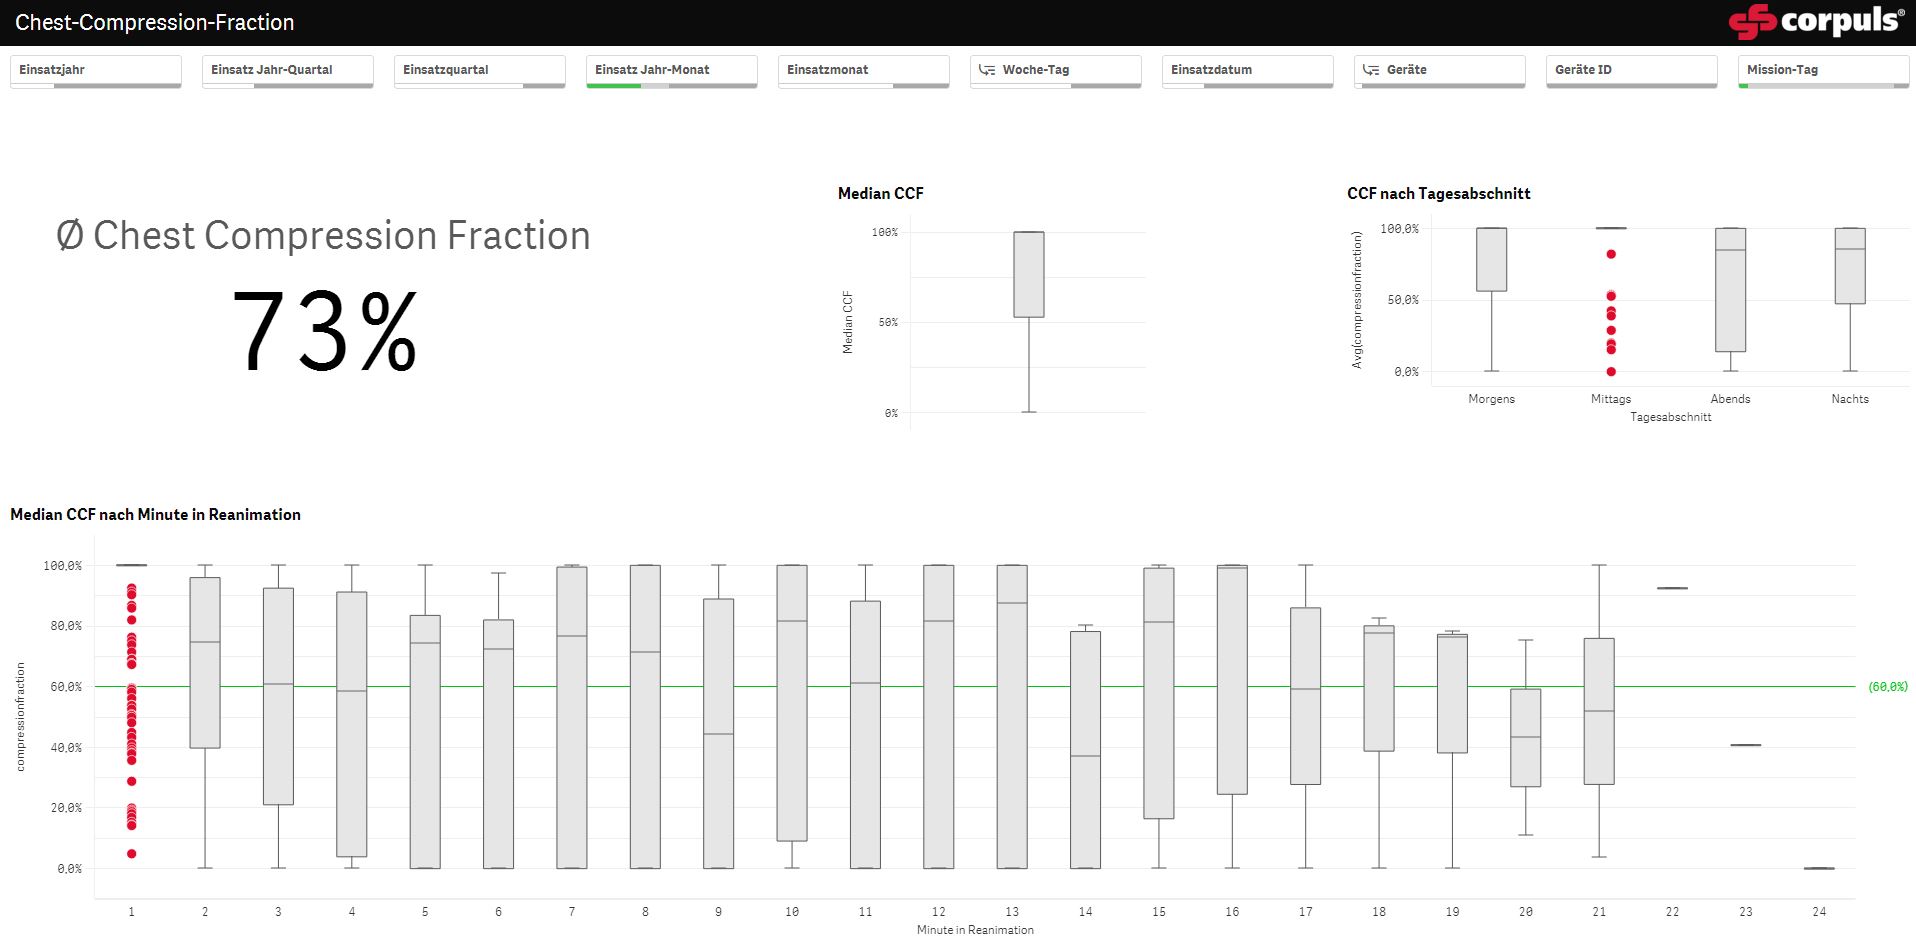 Chest-Compression-Fraction
corpuls®
Einsatzjahr
Einsatz Jahr-Quartal
Einsatzquartal
Einsatz Jahr-Monat
Einsatzmonat
Woche-Tag
Einsatzdatum
Geräte
Geräte ID
Mission-Tag
Ø Chest Compression Fraction
73%
Median CCF
Median CCF
100%
50%
0%
CCF nach Tagesabschnitt
Avg(compressionfraction)
100,0%
50,0%
0,0%
Morgens Mittags Abends Nachts
Tagesabschnitt
Median CCF nach Minute in Reanimation
compressionfraction
100,0%
80,0%
60,0%
40,0%
20,0%
0,0%
(60,0%)
1 2 3 4 5 6 7 8 9 10 11 12 13 14 15 16 17 18 19 20 21 22 23 24
Minute in Reanimation